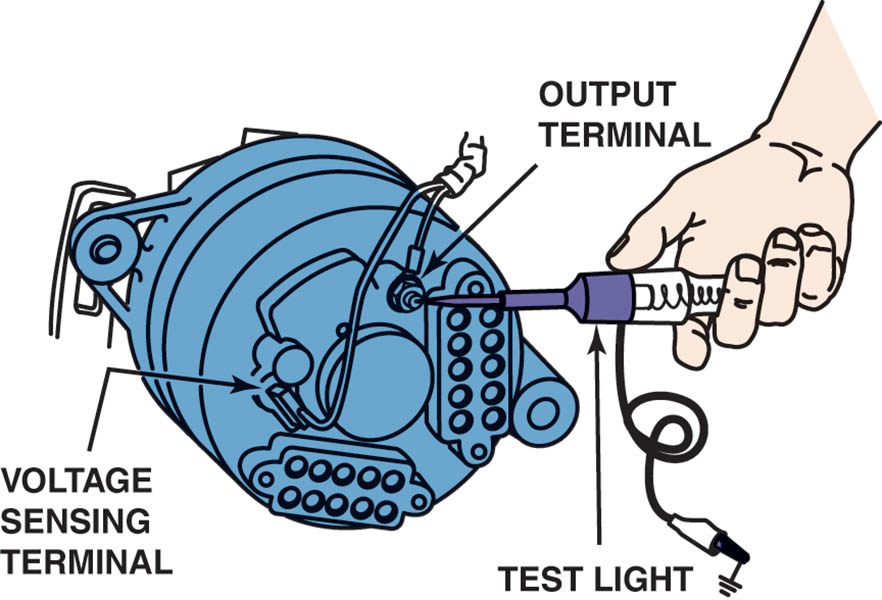 OUTPUT
TERMINAL
VOLTAGE
SENSING
TERMINAL
TEST LIGHT